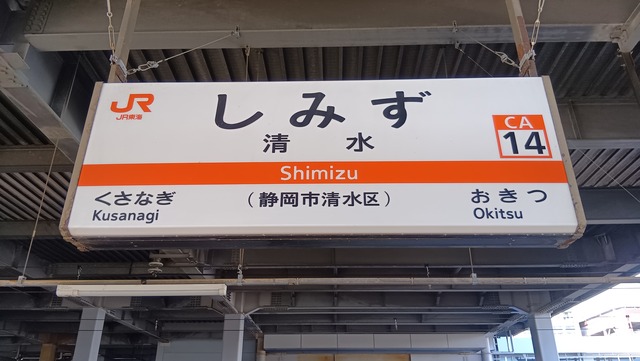 JR
JR東海
しみず
清水
CA
14
Shimizu
くさなぎ
Kusanagi
(静岡市清水区)
おきつ
Okitsu